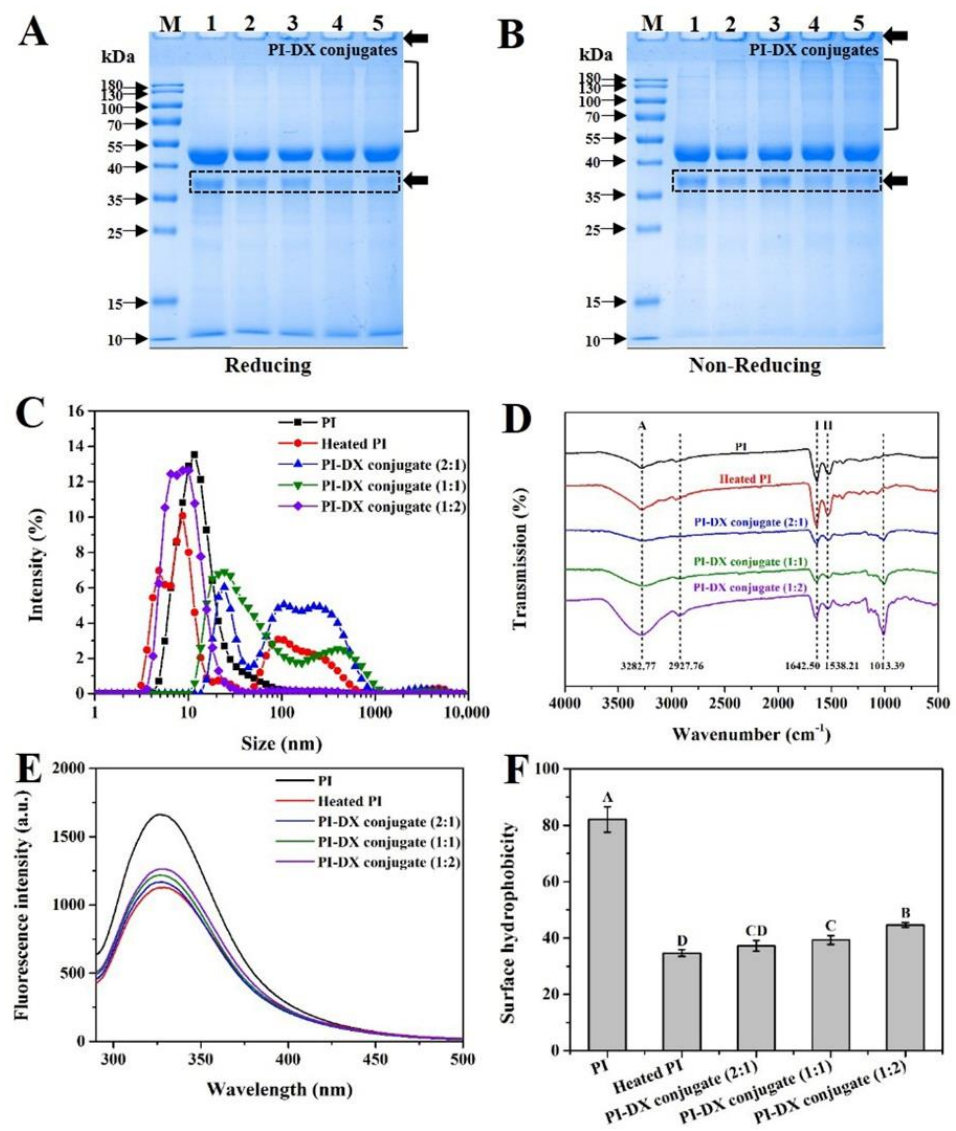 A
M 1 2 3 4 5
PI-DX conjugates
kDa
180
130
100
70
55
40
35
25
15
10
Reducing
B
M 1 2 3 4 5
PI-DX conjugates
kDa
180
130
100
70
55
40
35
25
15
10
Non-Reducing
C
16
14
12
10
8
6
4
2
0
Intensity (%)
PI
Heated PI
PI-DX conjugate (2:1)
PI-DX conjugate (1:1)
PI-DX conjugate (1:2)
1 10 100 1000 10,000
Size (nm)
D
Transmission (%)
A I II
PI
Heated PI
PI-DX conjugate (2:1)
PI-DX conjugate (1:1)
PI-DX conjugate (1:2)
3282.77 2927.76 1642.50 1538.21 1013.39
4000 3500 3000 2500 2000 1500 1000 500
Wavenumber (cm-1)
E
2000
1500
1000
500
0
Fluorescence intensity (a.u.)
PI
Heated PI
PI-DX conjugate (2:1)
PI-DX conjugate (1:1)
PI-DX conjugate (1:2)
300 350 400 450 500
Wavelength (nm)
F
100
80
60
40
20
0
Surface hydrophobicity
A
D
CD
C
B
PI
Heated PI
PI-DX conjugate (2:1)
PI-DX conjugate (1:1)
PI-DX conjugate (1:2)